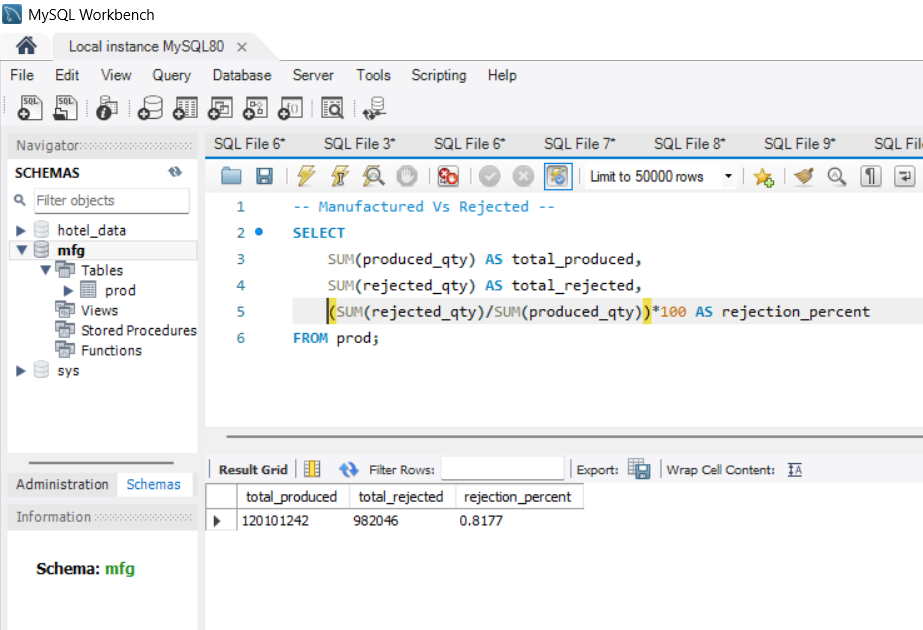 MySQL Workbench
Local instance MySQL80
File Edit View Query Database Server Tools Scripting Help
Navigator
SCHEMAS
Filter objects
hotel_data
mfg
Tables
prod
Views
Stored Procedures
Functions
sys
Administration Schemas
Information
Schema: mfg
SQL File 6* SQL File 3* SQL File 6* SQL File 7* SQL File 8* SQL File 9* SQL Fil
Limit to 50000 rows
1 -- Manufactured Vs Rejected --
2 SELECT
3 SUM(produced_qty) AS total_produced,
4 SUM(rejected_qty) AS total_rejected,
5 (SUM(rejected_qty)/SUM(produced_qty))*100 AS rejection_percent
6 FROM prod;
Result Grid Filter Rows: Export: Wrap Cell Content:
total_produced total_rejected rejection_percent
120101242 982046 0.8177